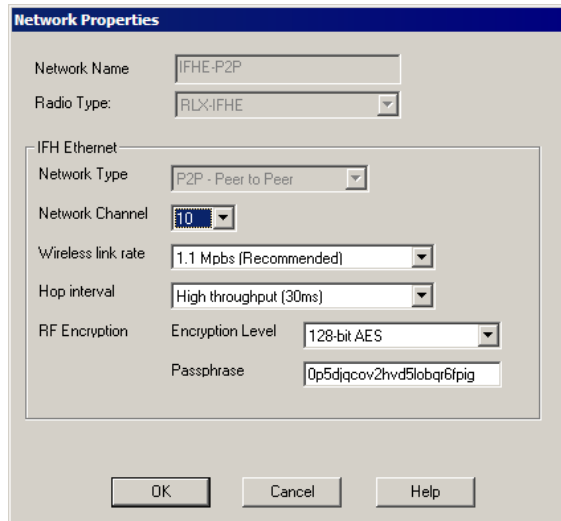 Network Properties
Network Name IFHE-P2P
Radio Type: RLX-IFHE
IFH Ethernet
Network Type P2P - Peer to Peer
Network Channel 10
Wireless link rate 1.1 Mpbs (Recommended)
Hop interval High throughput (30ms)
RF Encryption Encryption Level 128-bit AES
Passphrase 0p5djqcov2hvd5lobqr6fpig
OK Cancel Help